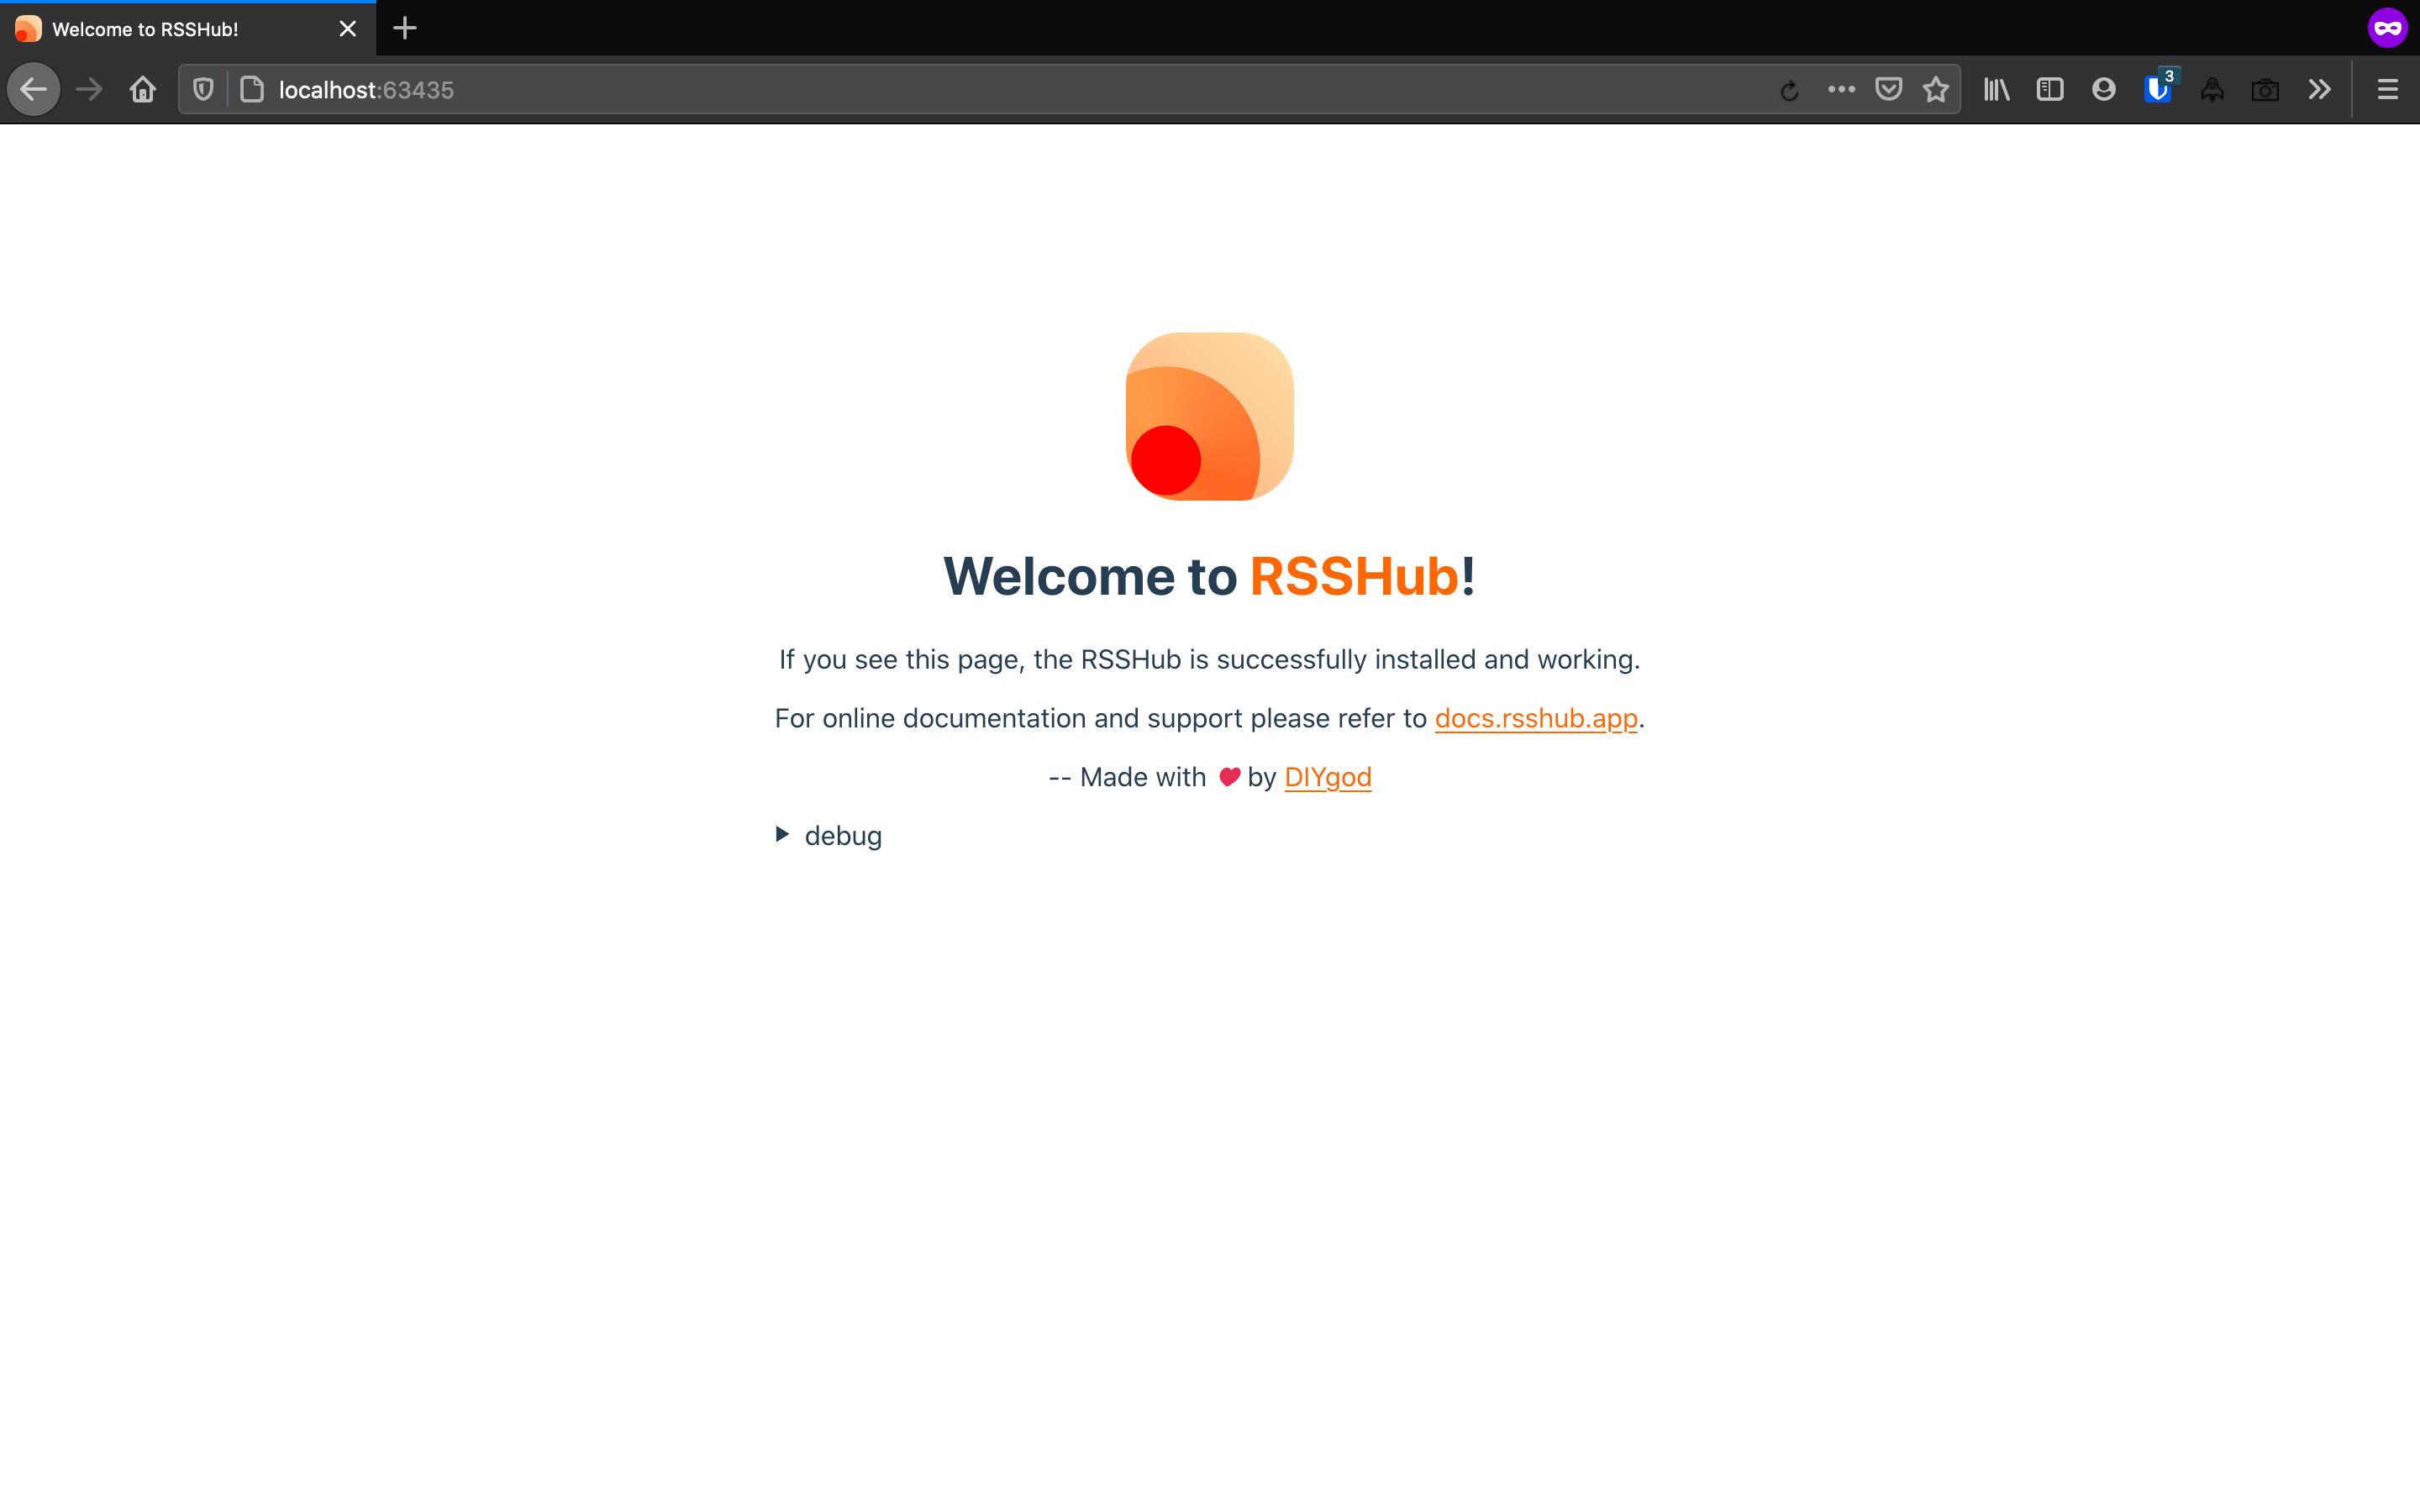 Welcome to RSSHub!
localhost:63435
3
Welcome to RSSHub!
If you see this page, the RSSHub is successfully installed and working.
For online documentation and support please refer to docs.rsshub.app.
-- Made with ❤️ by DIYgod
debug